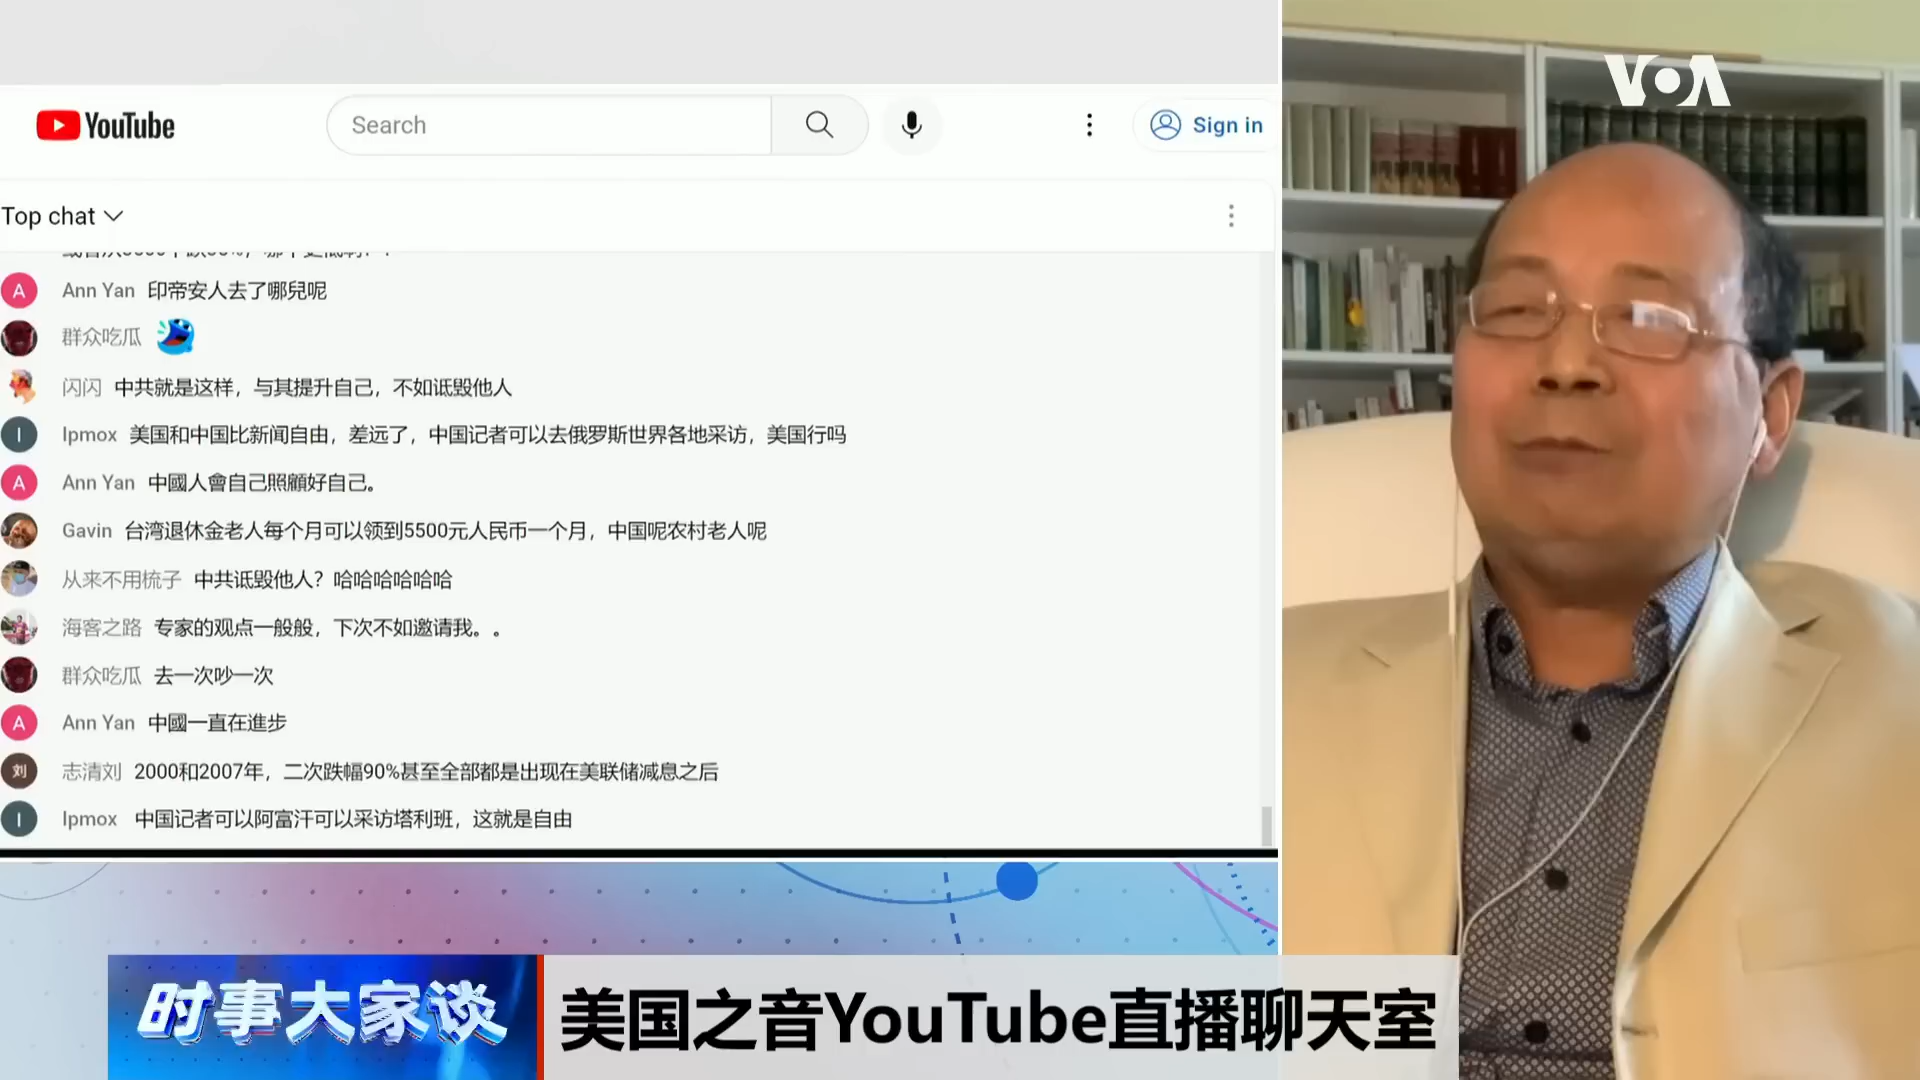 VOA
YouTube
Search
Sign in
Top chat
Ann Yan 印帝安人去了哪兒呢
群众吃瓜
闪闪 中共就是这样，与其提升自己，不如诋毁他人
I
Ipmox 美国和中国比新闻自由，差远了，中国记者可以去俄罗斯世界各地采访，美国行吗
A
Ann Yan 中國人會自己照顧好自己。
Gavin 台湾退休金老人每个月可以领到5500元人民币一个月，中国呢农村老人呢
从来不用梳子 中共诋毁他人？哈哈哈哈哈哈
海客之路 专家的观点一般般，下次不如邀请我。。
群众吃瓜 去一次吵一次
A
Ann Yan 中國一直在進步
刘
志清刘 2000和2007年，二次跌幅90%甚至全部都是出现在美联储减息之后
I
Ipmox 中国记者可以阿富汗可以采访塔利班，这就是自由
时事大家谈
美国之音YouTube直播聊天室